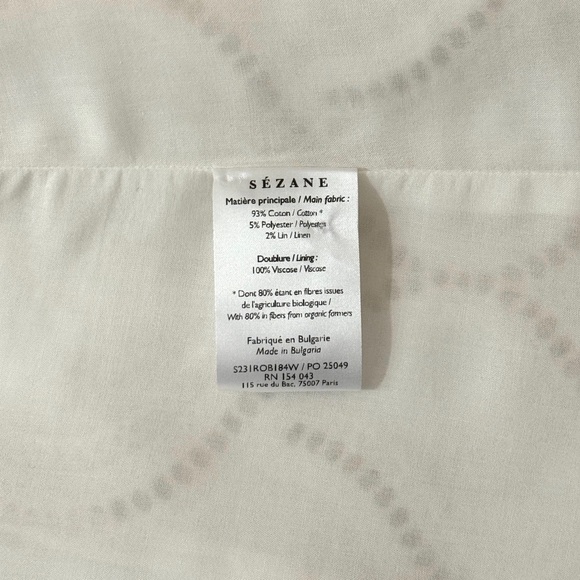 SÉZANE
Matière principale / Main fabric :
93% Coton / Cotton *
5% Polyester / Polyester
2% Lin / Linen
Doublure / Lining :
100% Viscose / Viscose
* Dont 80% étant en fibres issues
de l'agriculture biologique /
With 80% in fibers from organic farmers
Fabriqué en Bulgarie
Made in Bulgaria
S231ROB184W / PO 25049
RN 154 043
115 rue du Bac, 75007 Paris